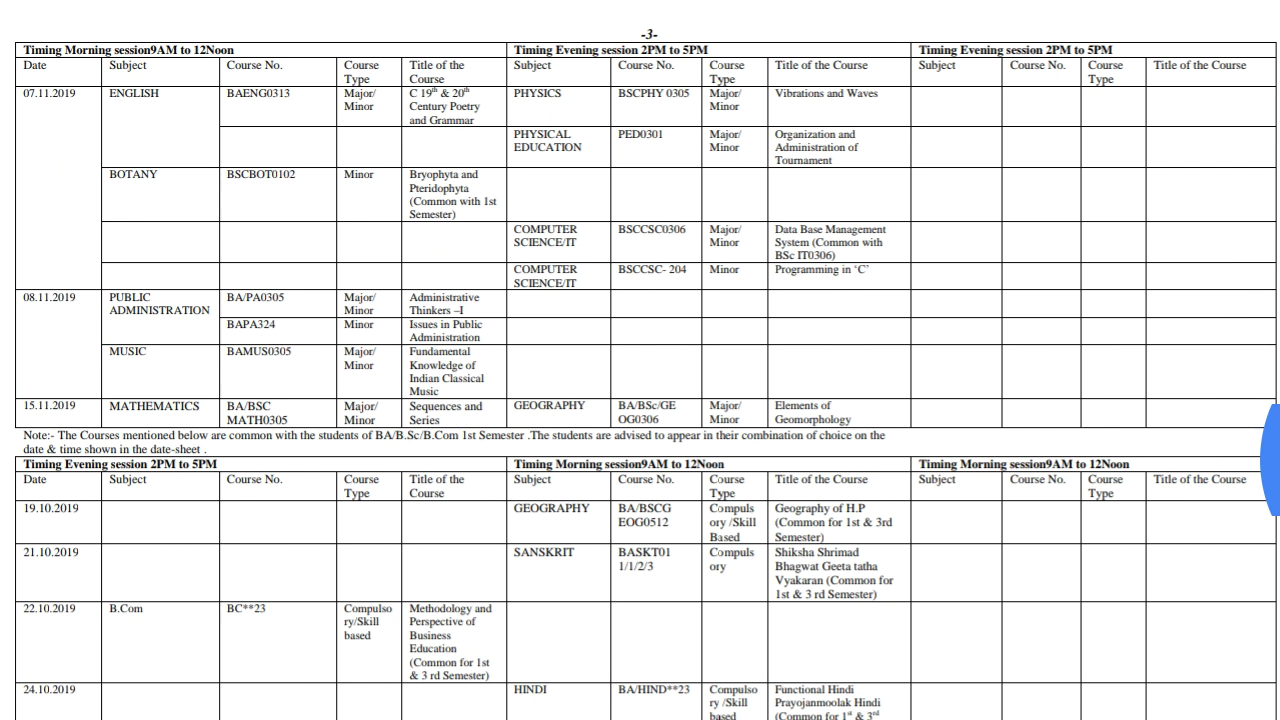 -3-
Timing Morning session9AM to 12Noon Timing Evening session 2PM to 5PM Timing Evening session 2PM to 5PM
Date Subject Course No. Course Title of the Subject Course No. Course Title of the Course Subject Course No. Course Title of the Course
Type Course Type Type
07.11.2019 ENGLISH BAENG0313 Major/ C 19th & 20th PHYSICS BSCPHY 0305 Major/ Vibrations and Waves
Minor Century Poetry Minor
and Grammar
PHYSICAL PED0301 Major/ Organization and
EDUCATION Minor Administration of
Tournament
BOTANY BSCBOT0102 Minor Bryophyta and
Pteridophyta
(Common with 1st
Semester)
COMPUTER BSCCSC0306 Major/ Data Base Management
SCIENCE/IT Minor System (Common with
BSc IT0306)
COMPUTER BSCCSC- 204 Minor Programming in ‘C’
SCIENCE/IT
08.11.2019 PUBLIC BA/PA0305 Major/ Administrative
ADMINISTRATION Minor Thinkers –I
BAPA324 Minor Issues in Public
Administration
MUSIC BAMUS0305 Major/ Fundamental
Minor Knowledge of
Indian Classical
Music
15.11.2019 MATHEMATICS BA/BSC Major/ Sequences and GEOGRAPHY BA/BSc/GE Major/ Elements of
MATH0305 Minor Series OG0306 Minor Geomorphology
Note:- The Courses mentioned below are common with the students of BA/B.Sc/B.Com 1st Semester .The students are advised to appear in their combination of choice on the
date & time shown in the date-sheet .
Timing Evening session 2PM to 5PM Timing Morning session9AM to 12Noon Timing Morning session9AM to 12Noon
Date Subject Course No. Course Title of the Subject Course No. Course Title of the Course Subject Course No. Course Title of the Course
Type Course Type Type
19.10.2019 GEOGRAPHY BA/BSCG Compuls Geography of H.P
EOG0512 ory /Skill (Common for 1st & 3rd
Based Semester)
21.10.2019 SANSKRIT BASKT01 Compuls Shiksha Shrimad
1/1/2/3 ory Bhagwat Geeta tatha
Vyakaran (Common for
1st & 3 rd Semester)
22.10.2019 B.Com BC**23 Compulso Methodology and
ry/Skill Perspective of
based Business
Education
(Common for 1st
& 3 rd Semester)
24.10.2019 HINDI BA/HIND**23 Compulso Functional Hindi
ry /Skill Prayojanmoolak Hindi
based (Common for 1st & 3rd